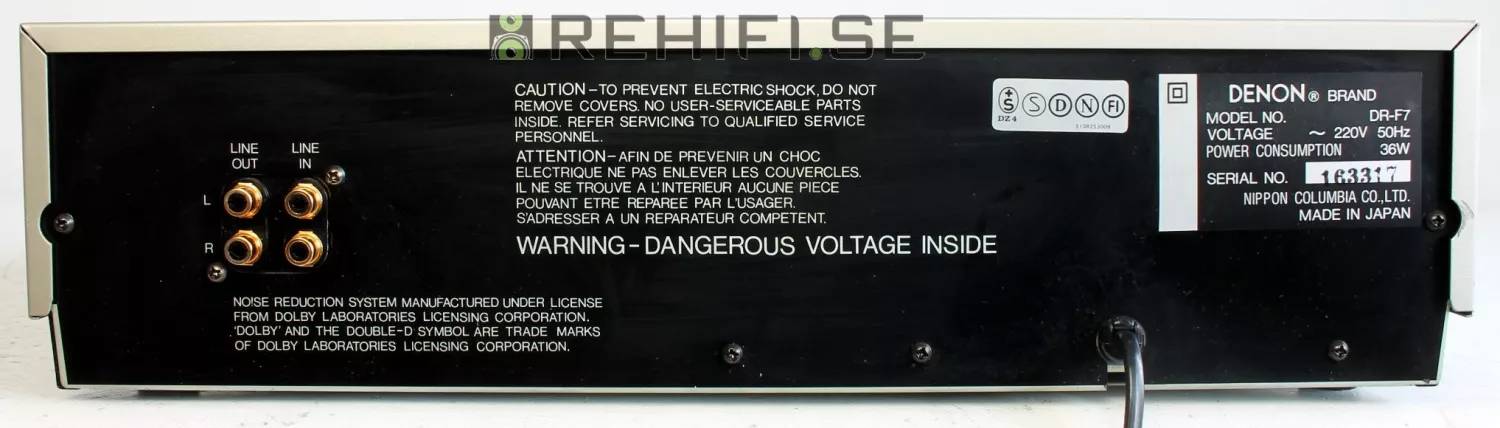 REHIFI.SE
CAUTION – TO PREVENT ELECTRIC SHOCK, DO NOT
REMOVE COVERS. NO USER-SERVICEABLE PARTS
INSIDE. REFER SERVICING TO QUALIFIED SERVICE
PERSONNEL.
ATTENTION – AFIN DE PREVENIR UN CHOC
ELECTRIQUE NE PAS ENLEVER LES COUVERCLES.
IL NE SE TROUVE A L'INTERIEUR AUCUNE PIECE
POUVANT ETRE REPAREE PAR L'USAGER.
S'ADRESSER A UN REPARATEUR COMPETENT.
WARNING – DANGEROUS VOLTAGE INSIDE
LINE OUT
LINE IN
L
R
NOISE REDUCTION SYSTEM MANUFACTURED UNDER LICENSE
FROM DOLBY LABORATORIES LICENSING CORPORATION.
'DOLBY' AND THE DOUBLE-D SYMBOL ARE TRADE MARKS
OF DOLBY LABORATORIES LICENSING CORPORATION.
S S D N FI
DZ4
DENON® BRAND
MODEL NO. DR-F7
VOLTAGE ~ 220V 50Hz
POWER CONSUMPTION 36W
SERIAL NO. 163317
NIPPON COLUMBIA CO., LTD.
MADE IN JAPAN